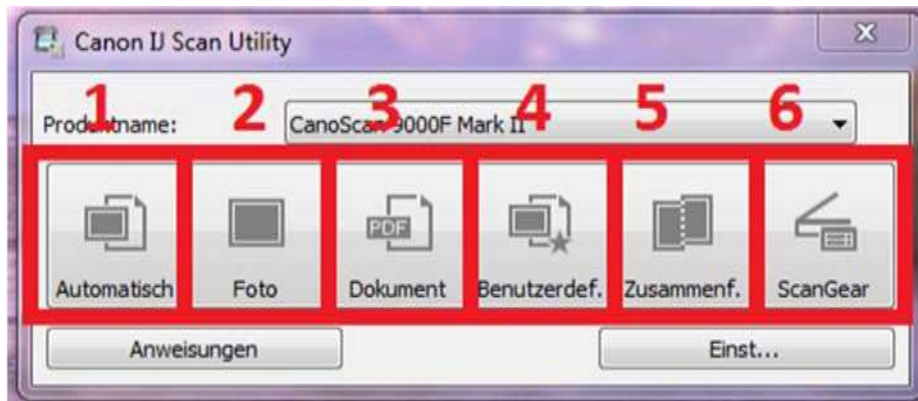 Canon IJ Scan Utility
1 2 3 4 5 6
Produktname: CanoScan 9000F Mark II
PDF
Automatisch Foto Dokument Benutzerdef. Zusammenf. ScanGear
Anweisungen Einst...